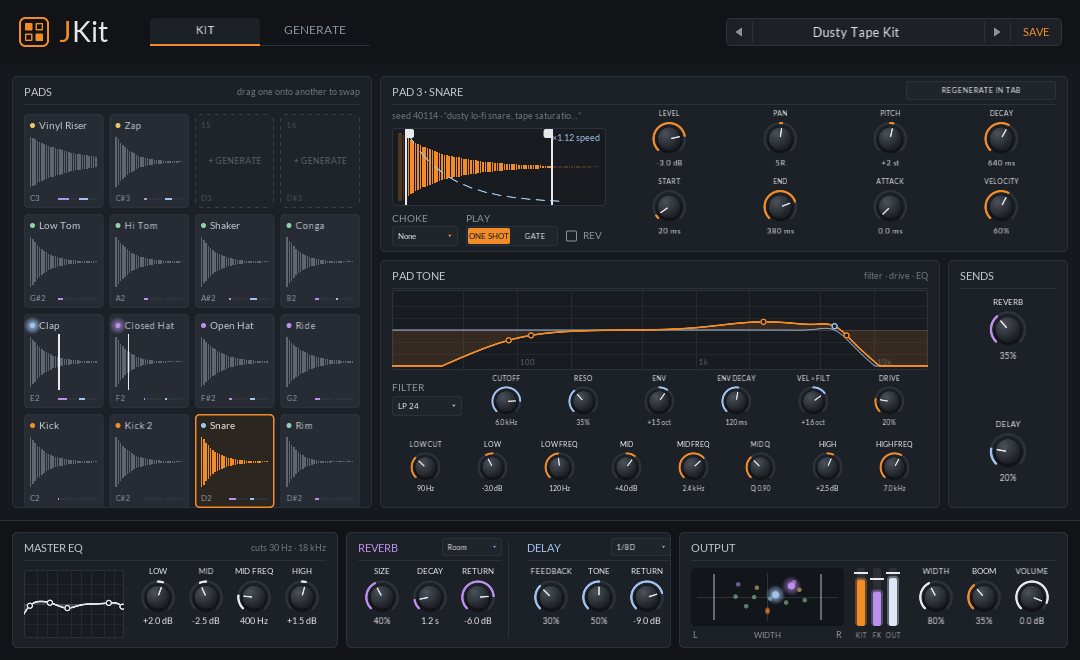 JKit
KIT
GENERATE
Dusty Tape Kit
SAVE
PADS
drag one onto another to swap
Vinyl Riser
Zap
15
16
+ GENERATE
+ GENERATE
C3
C#3
D3
D#3
Low Tom
Hi Tom
Shaker
Conga
G#2
A2
A#2
B2
Clap
Closed Hat
Open Hat
Ride
E2
F2
F#2
G2
Kick
Kick 2
Snare
Rim
C2
C#2
D2
D#2
PAD 3 · SNARE
REGENERATE IN TAB
seed 40114 · "dusty lo-fi snare, tape saturatio..."
×1.12 speed
CHOKE
PLAY
None
ONE SHOT
GATE
REV
LEVEL
PAN
PITCH
DECAY
-3.0 dB
5R
+2 st
640 ms
START
END
ATTACK
VELOCITY
20 ms
380 ms
0.0 ms
60%
PAD TONE
filter · drive · EQ
100
1k
10k
FILTER
LP 24
CUTOFF
RESO
ENV
ENV DECAY
VEL > FILT
DRIVE
6.0 kHz
35%
+1.5 oct
120 ms
+1.6 oct
20%
LOW CUT
LOW
LOW FREQ
MID
MID FREQ
MID Q
HIGH
HIGH FREQ
90 Hz
-3.0 dB
120 Hz
+4.0 dB
2.4 kHz
Q 0.90
+2.5 dB
7.0 kHz
SENDS
REVERB
35%
DELAY
20%
MASTER EQ
cuts 30 Hz · 18 kHz
LOW
MID
MID FREQ
HIGH
+2.0 dB
-2.5 dB
400 Hz
+1.5 dB
REVERB
Room
SIZE
DECAY
RETURN
40%
1.2 s
-6.0 dB
DELAY
1/8D
FEEDBACK
TONE
RETURN
30%
50%
-9.0 dB
OUTPUT
L
WIDTH
R
KIT
FX
OUT
WIDTH
BOOM
VOLUME
80%
35%
0.0 dB